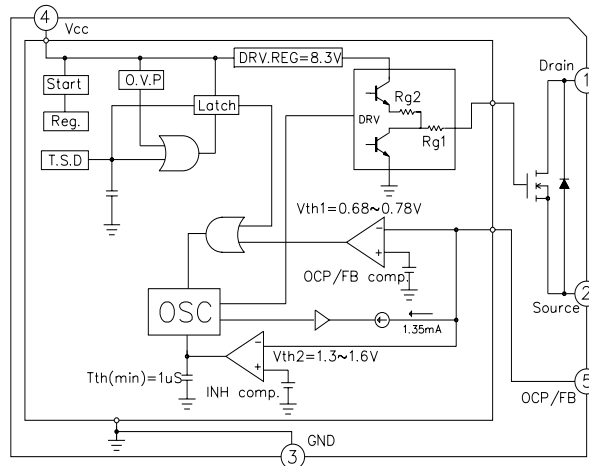 4
Vcc
DRV.REG=8.3V
Drain
1
Start
O.V.P
Latch
Reg.
DRV
Rg2
Rg1
T.S.D
Vth1=0.68~0.78V
-
+
OCP/FB comp.
2
Source
OSC
1.35mA
Vth2=1.3~1.6V
-
+
Tth(min)=1uS
INH comp.
5
OCP/FB
GND
3